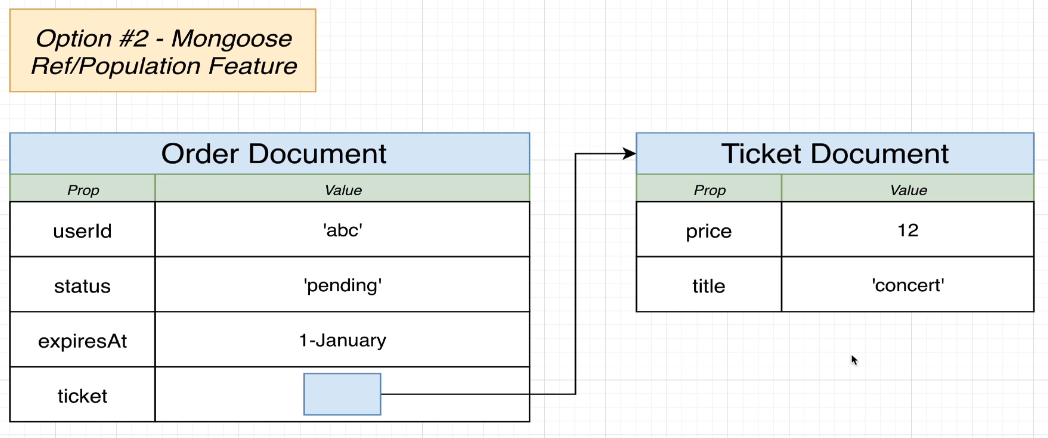 Option #2 - Mongoose
Ref/Population Feature
Order Document
Prop Value
userId 'abc'
status 'pending'
expiresAt 1-January
ticket
Ticket Document
Prop Value
price 12
title 'concert'